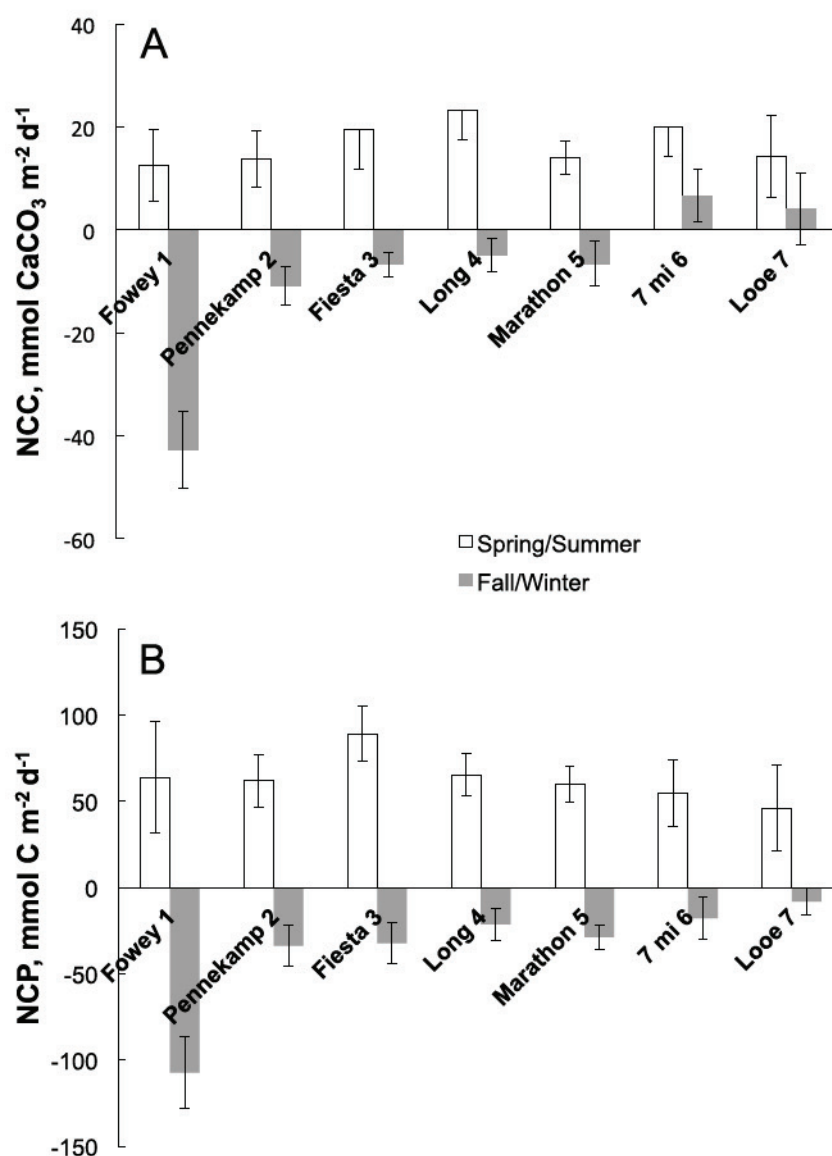 A
40
20
0
-20
-40
-60
NCC, mmol CaCO3 m-2 d-1
Fowey 1
Pennekamp 2
Fiesta 3
Long 4
Marathon 5
7 mi 6
Looe 7
Spring/Summer
Fall/Winter
B
150
100
50
0
-50
-100
-150
NCP, mmol C m-2 d-1
Fowey 1
Pennekamp 2
Fiesta 3
Long 4
Marathon 5
7 mi 6
Looe 7